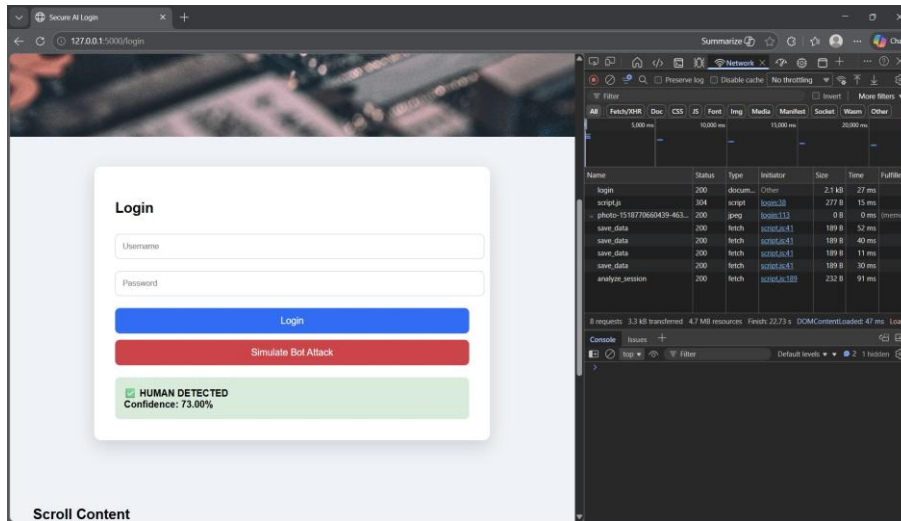 Secure AI Login
127.0.0.1:5000/login
Summarize
Network
Preserve log
Disable cache
No throttling
Filter
Invert
More filters
All Fetch/XHR Doc CSS JS Font Img Media Manifest Socket Wasm Other
5,000 ms 10,000 ms 15,000 ms 20,000 ms
Name Status Type Initiator Size Time Fulfille
login 200 docum... Other 2.1 kB 27 ms
script.js 304 script login:38 277 B 15 ms
photo-1518770660439-463... 200 jpeg login:113 0 B 0 ms (memo
save_data 200 fetch script.js:41 189 B 52 ms
save_data 200 fetch script.js:41 189 B 40 ms
save_data 200 fetch script.js:41 189 B 11 ms
save_data 200 fetch script.js:41 189 B 30 ms
analyze_session 200 fetch script.js:189 232 B 91 ms
8 requests 3.3 kB transferred 4.7 MB resources Finish: 22.73 s DOMContentLoaded: 47 ms Loa
Console Issues
top Filter Default levels 2 1 hidden
Login
Username
Password
Login
Simulate Bot Attack
✅ HUMAN DETECTED
Confidence: 73.00%
Scroll Content